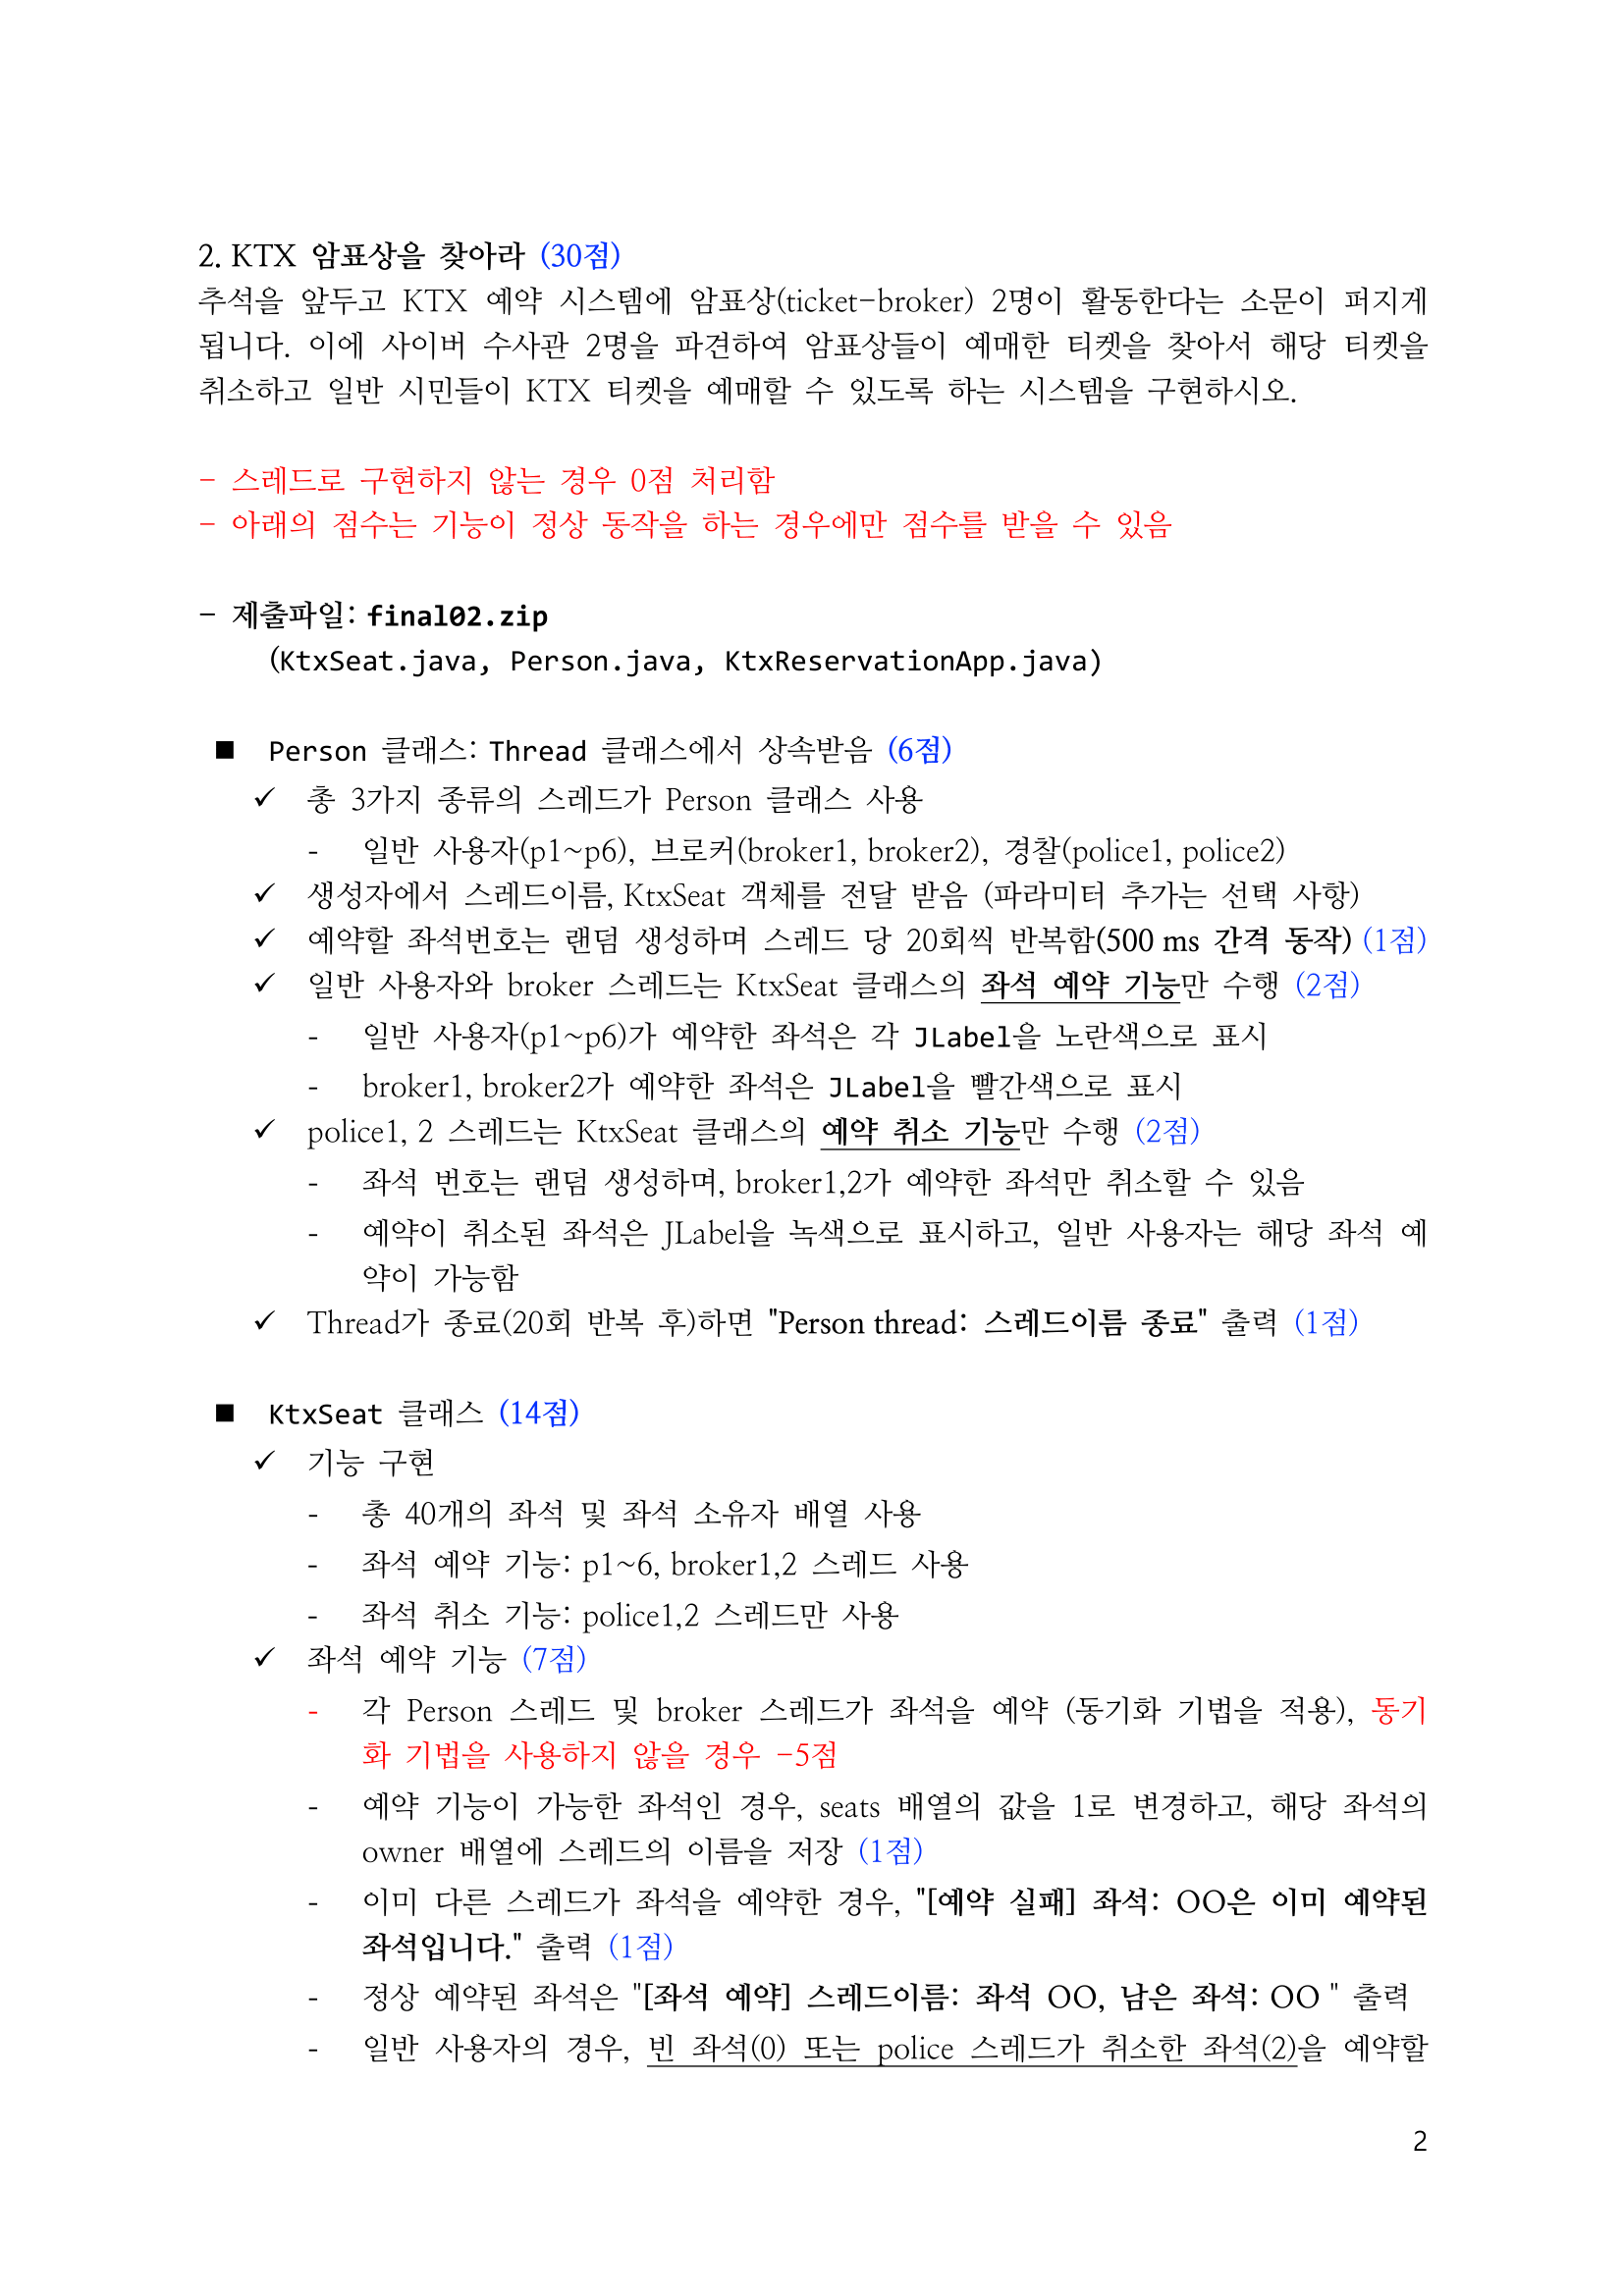 2. KTX 암표상을 찾아라 (30점)
추석을 앞두고 KTX 예약 시스템에 암표상(ticket-broker) 2명이 활동한다는 소문이 퍼지게
됩니다. 이에 사이버 수사관 2명을 파견하여 암표상들이 예매한 티켓을 찾아서 해당 티켓을
취소하고 일반 시민들이 KTX 티켓을 예매할 수 있도록 하는 시스템을 구현하시오.
- 스레드로 구현하지 않는 경우 0점 처리함
- 아래의 점수는 기능이 정상 동작을 하는 경우에만 점수를 받을 수 있음
- 제출파일: final02.zip
(KtxSeat.java, Person.java, KtxReservationApp.java)
■ Person 클래스: Thread 클래스에서 상속받음 (6점)
✓ 총 3가지 종류의 스레드가 Person 클래스 사용
- 일반 사용자(p1~p6), 브로커(broker1, broker2), 경찰(police1, police2)
✓ 생성자에서 스레드이름, KtxSeat 객체를 전달 받음 (파라미터 추가는 선택 사항)
✓ 예약할 좌석번호는 랜덤 생성하며 스레드 당 20회씩 반복함(500 ms 간격 동작) (1점)
✓ 일반 사용자와 broker 스레드는 KtxSeat 클래스의 좌석 예약 기능만 수행 (2점)
- 일반 사용자(p1~p6)가 예약한 좌석은 각 JLabel을 노란색으로 표시
- broker1, broker2가 예약한 좌석은 JLabel을 빨간색으로 표시
✓ police1, 2 스레드는 KtxSeat 클래스의 예약 취소 기능만 수행 (2점)
- 좌석 번호는 랜덤 생성하며, broker1,2가 예약한 좌석만 취소할 수 있음
- 예약이 취소된 좌석은 JLabel을 녹색으로 표시하고, 일반 사용자는 해당 좌석 예
약이 가능함
✓ Thread가 종료(20회 반복 후)하면 "Person thread: 스레드이름 종료" 출력 (1점)
■ KtxSeat 클래스 (14점)
✓ 기능 구현
- 총 40개의 좌석 및 좌석 소유자 배열 사용
- 좌석 예약 기능: p1~6, broker1,2 스레드 사용
- 좌석 취소 기능: police1,2 스레드만 사용
✓ 좌석 예약 기능 (7점)
- 각 Person 스레드 및 broker 스레드가 좌석을 예약 (동기화 기법을 적용), 동기
화 기법을 사용하지 않을 경우 -5점
- 예약 기능이 가능한 좌석인 경우, seats 배열의 값을 1로 변경하고, 해당 좌석의
owner 배열에 스레드의 이름을 저장 (1점)
- 이미 다른 스레드가 좌석을 예약한 경우, "[예약 실패] 좌석: OO은 이미 예약된
좌석입니다." 출력 (1점)
- 정상 예약된 좌석은 "[좌석 예약] 스레드이름: 좌석 OO, 남은 좌석: OO " 출력
- 일반 사용자의 경우, 빈 좌석(0) 또는 police 스레드가 취소한 좌석(2)을 예약할
2